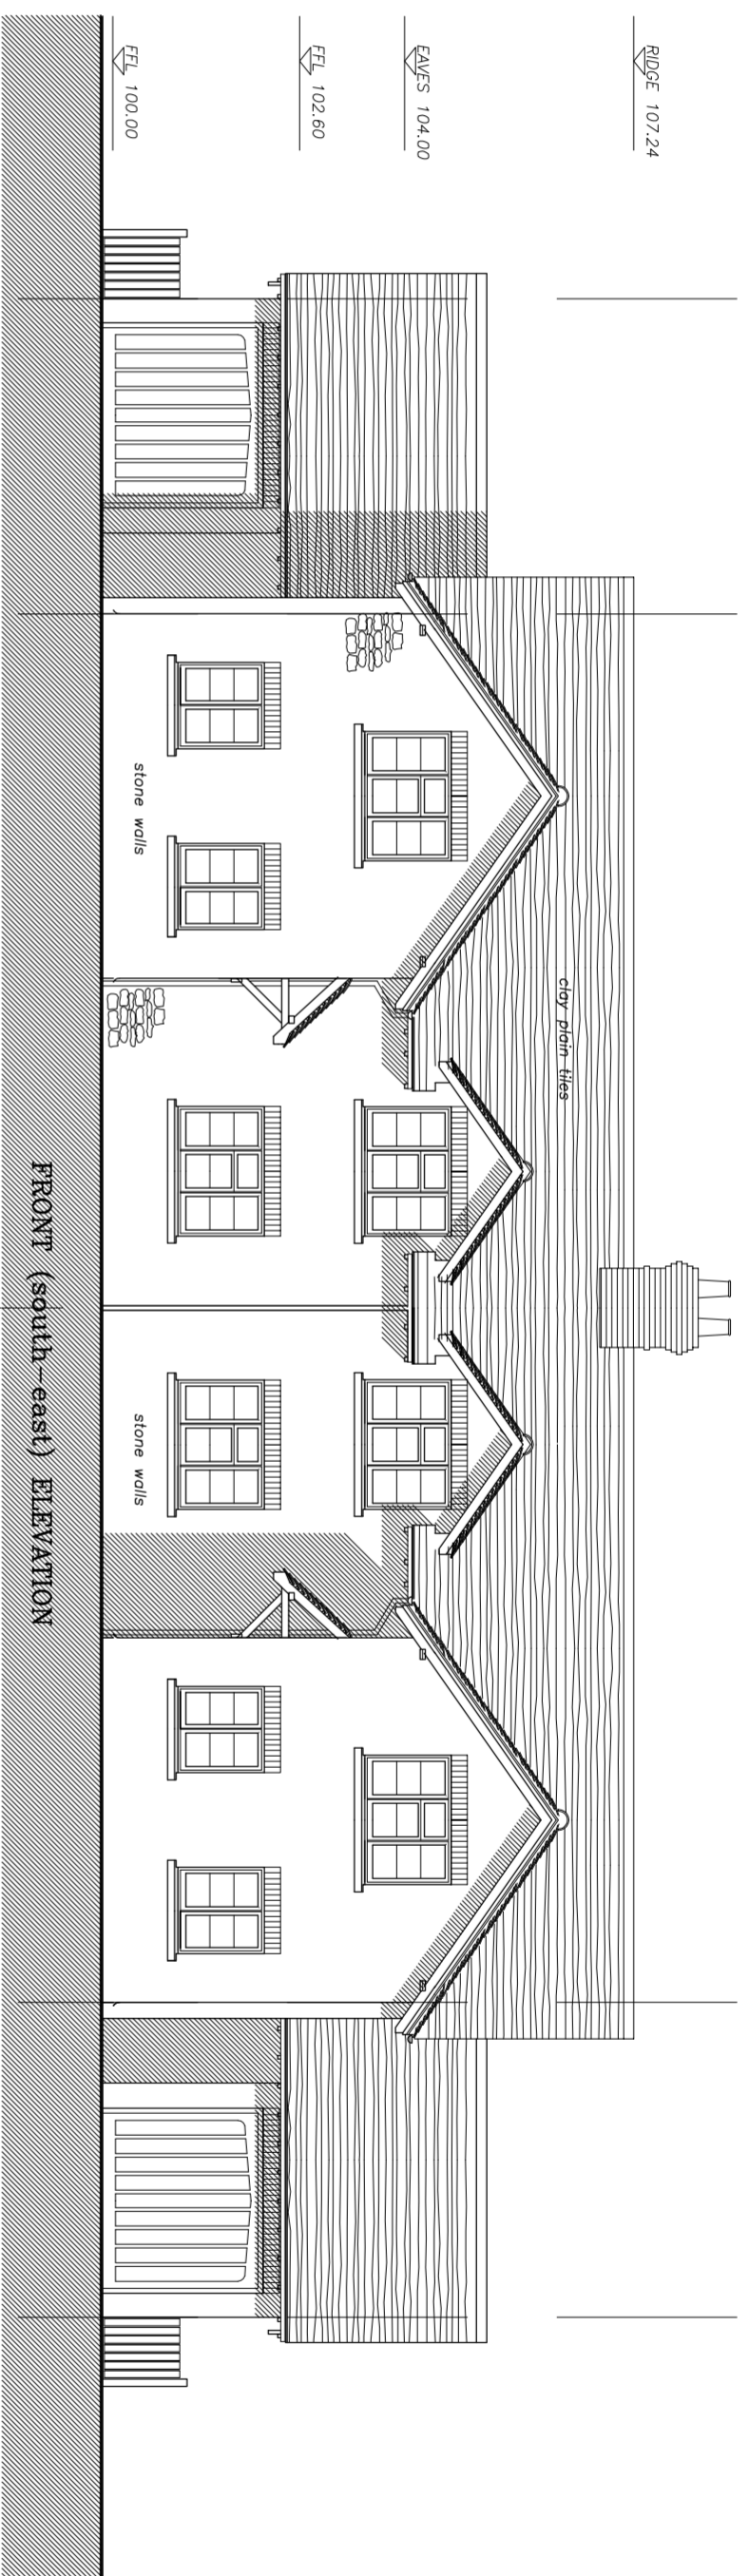 RIDGE 107.24
EAVES 104.00
FFL 102.60
FFL 100.00
clay plain tiles
stone walls
stone walls
FRONT (south-east) ELEVATION